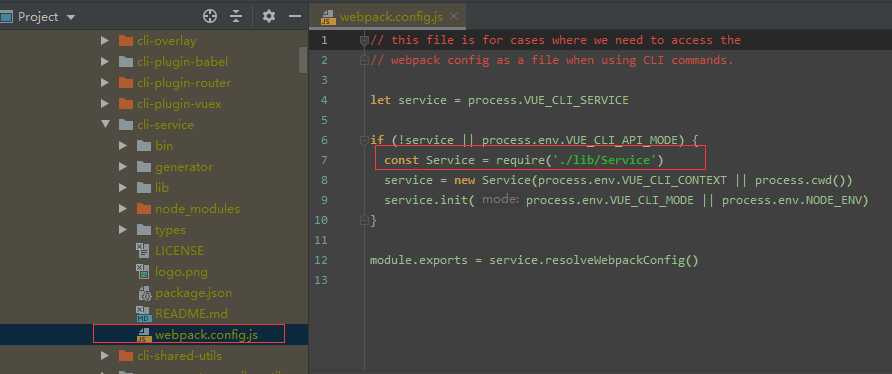 Project
webpack.config.js
cli-overlay
cli-plugin-babel
cli-plugin-router
cli-plugin-vuex
cli-service
bin
generator
lib
node_modules
types
LICENSE
logo.png
package.json
README.md
webpack.config.js
cli-shared-utils
1 // this file is for cases where we need to access the
2 // webpack config as a file when using CLI commands.
3
4 let service = process.VUE_CLI_SERVICE
5
6 if (!service || process.env.VUE_CLI_API_MODE) {
7 const Service = require('./lib/Service')
8 service = new Service(process.env.VUE_CLI_CONTEXT || process.cwd())
9 service.init( mode: process.env.VUE_CLI_MODE || process.env.NODE_ENV)
10 }
11
12 module.exports = service.resolveWebpackConfig()
13